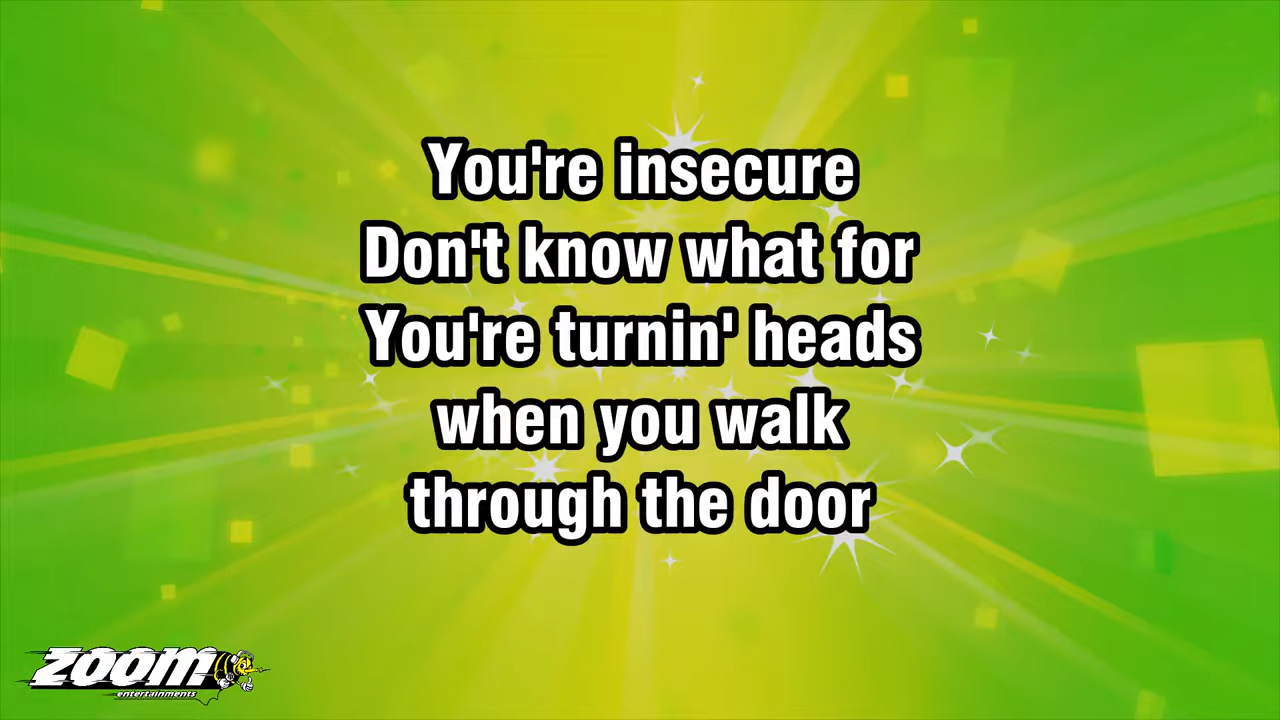 You're insecure
Don't know what for
You're turnin' heads
when you walk
through the door
zoom
entertainments